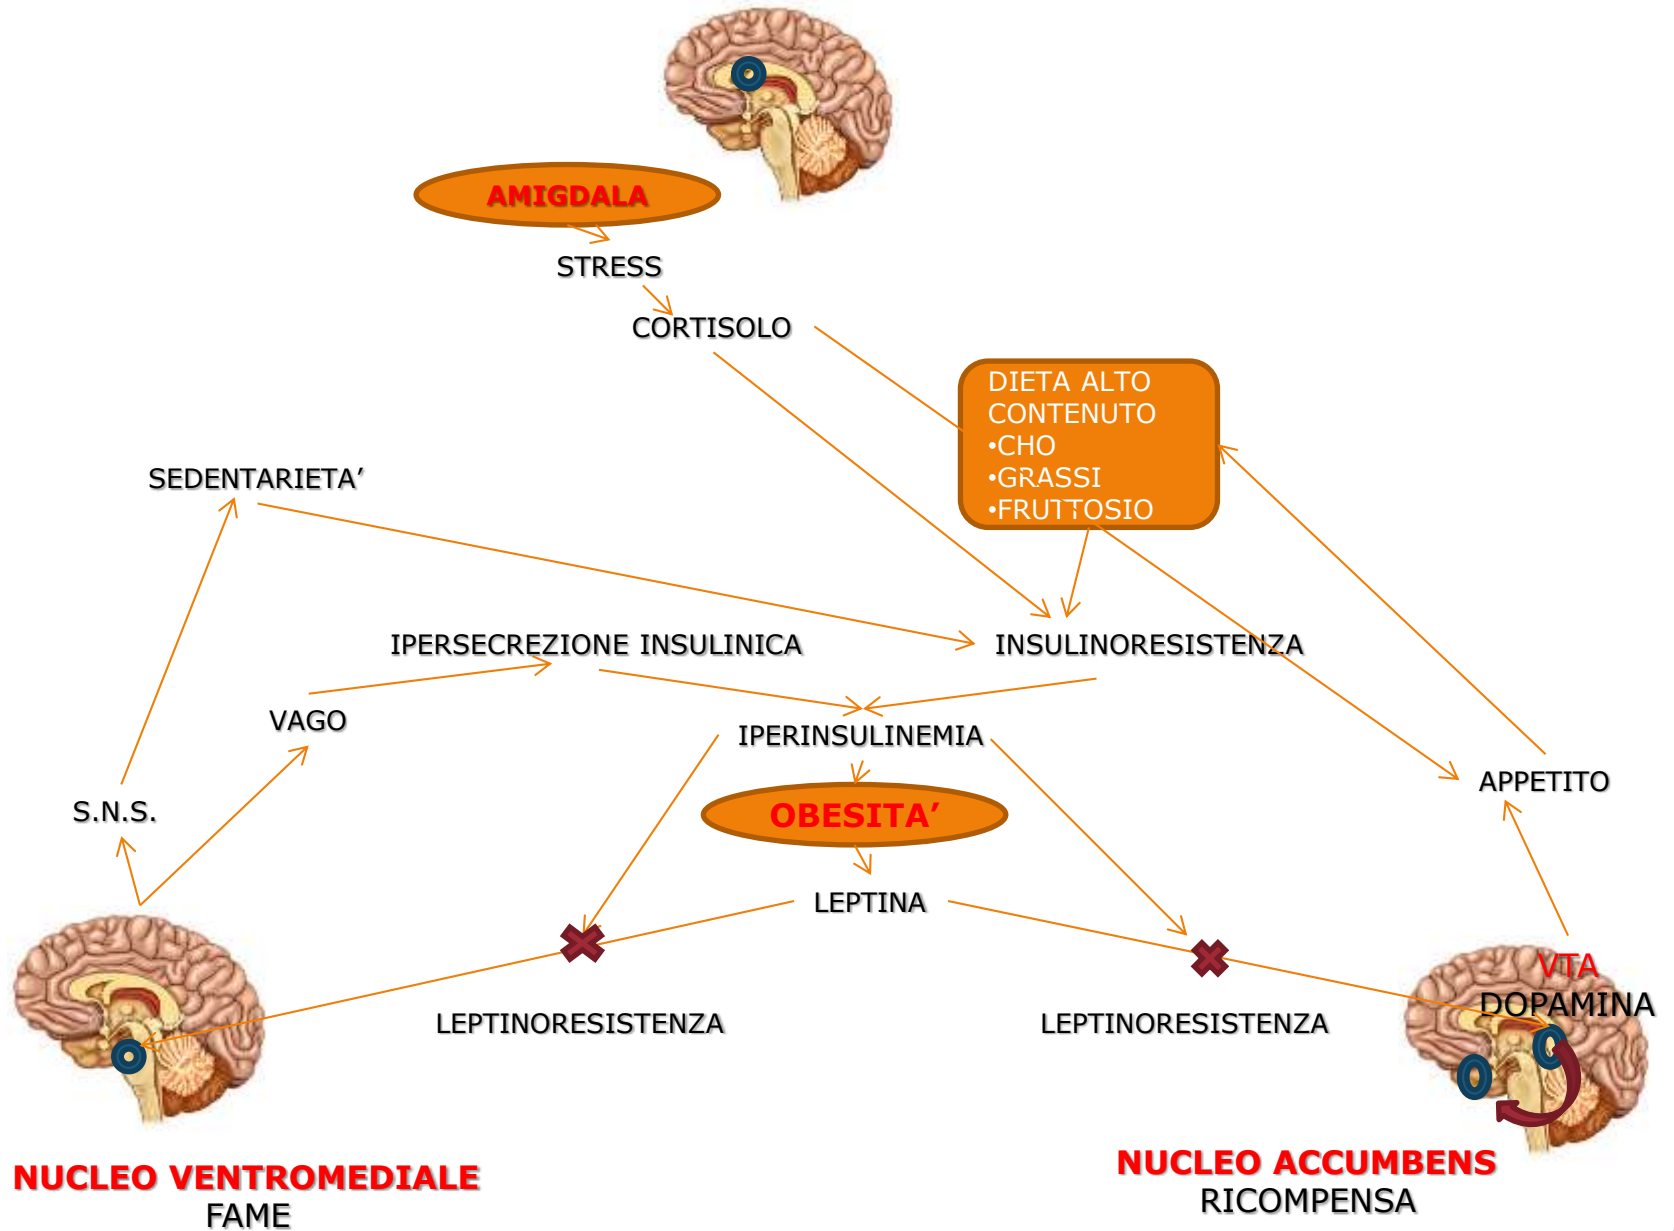 AMIGDALA
STRESS
CORTISOLO
DIETA ALTO
CONTENUTO
•CHO
•GRASSI
•FRUTTOSIO
SEDENTARIETA’
IPERSECREZIONE INSULINICA
INSULINORESISTENZA
VAGO
IPERINSULINEMIA
APPETITO
S.N.S.
OBESITA’
LEPTINA
VTA
DOPAMINA
LEPTINORESISTENZA
LEPTINORESISTENZA
NUCLEO VENTROMEDIALE
FAME
NUCLEO ACCUMBENS
RICOMPENSA